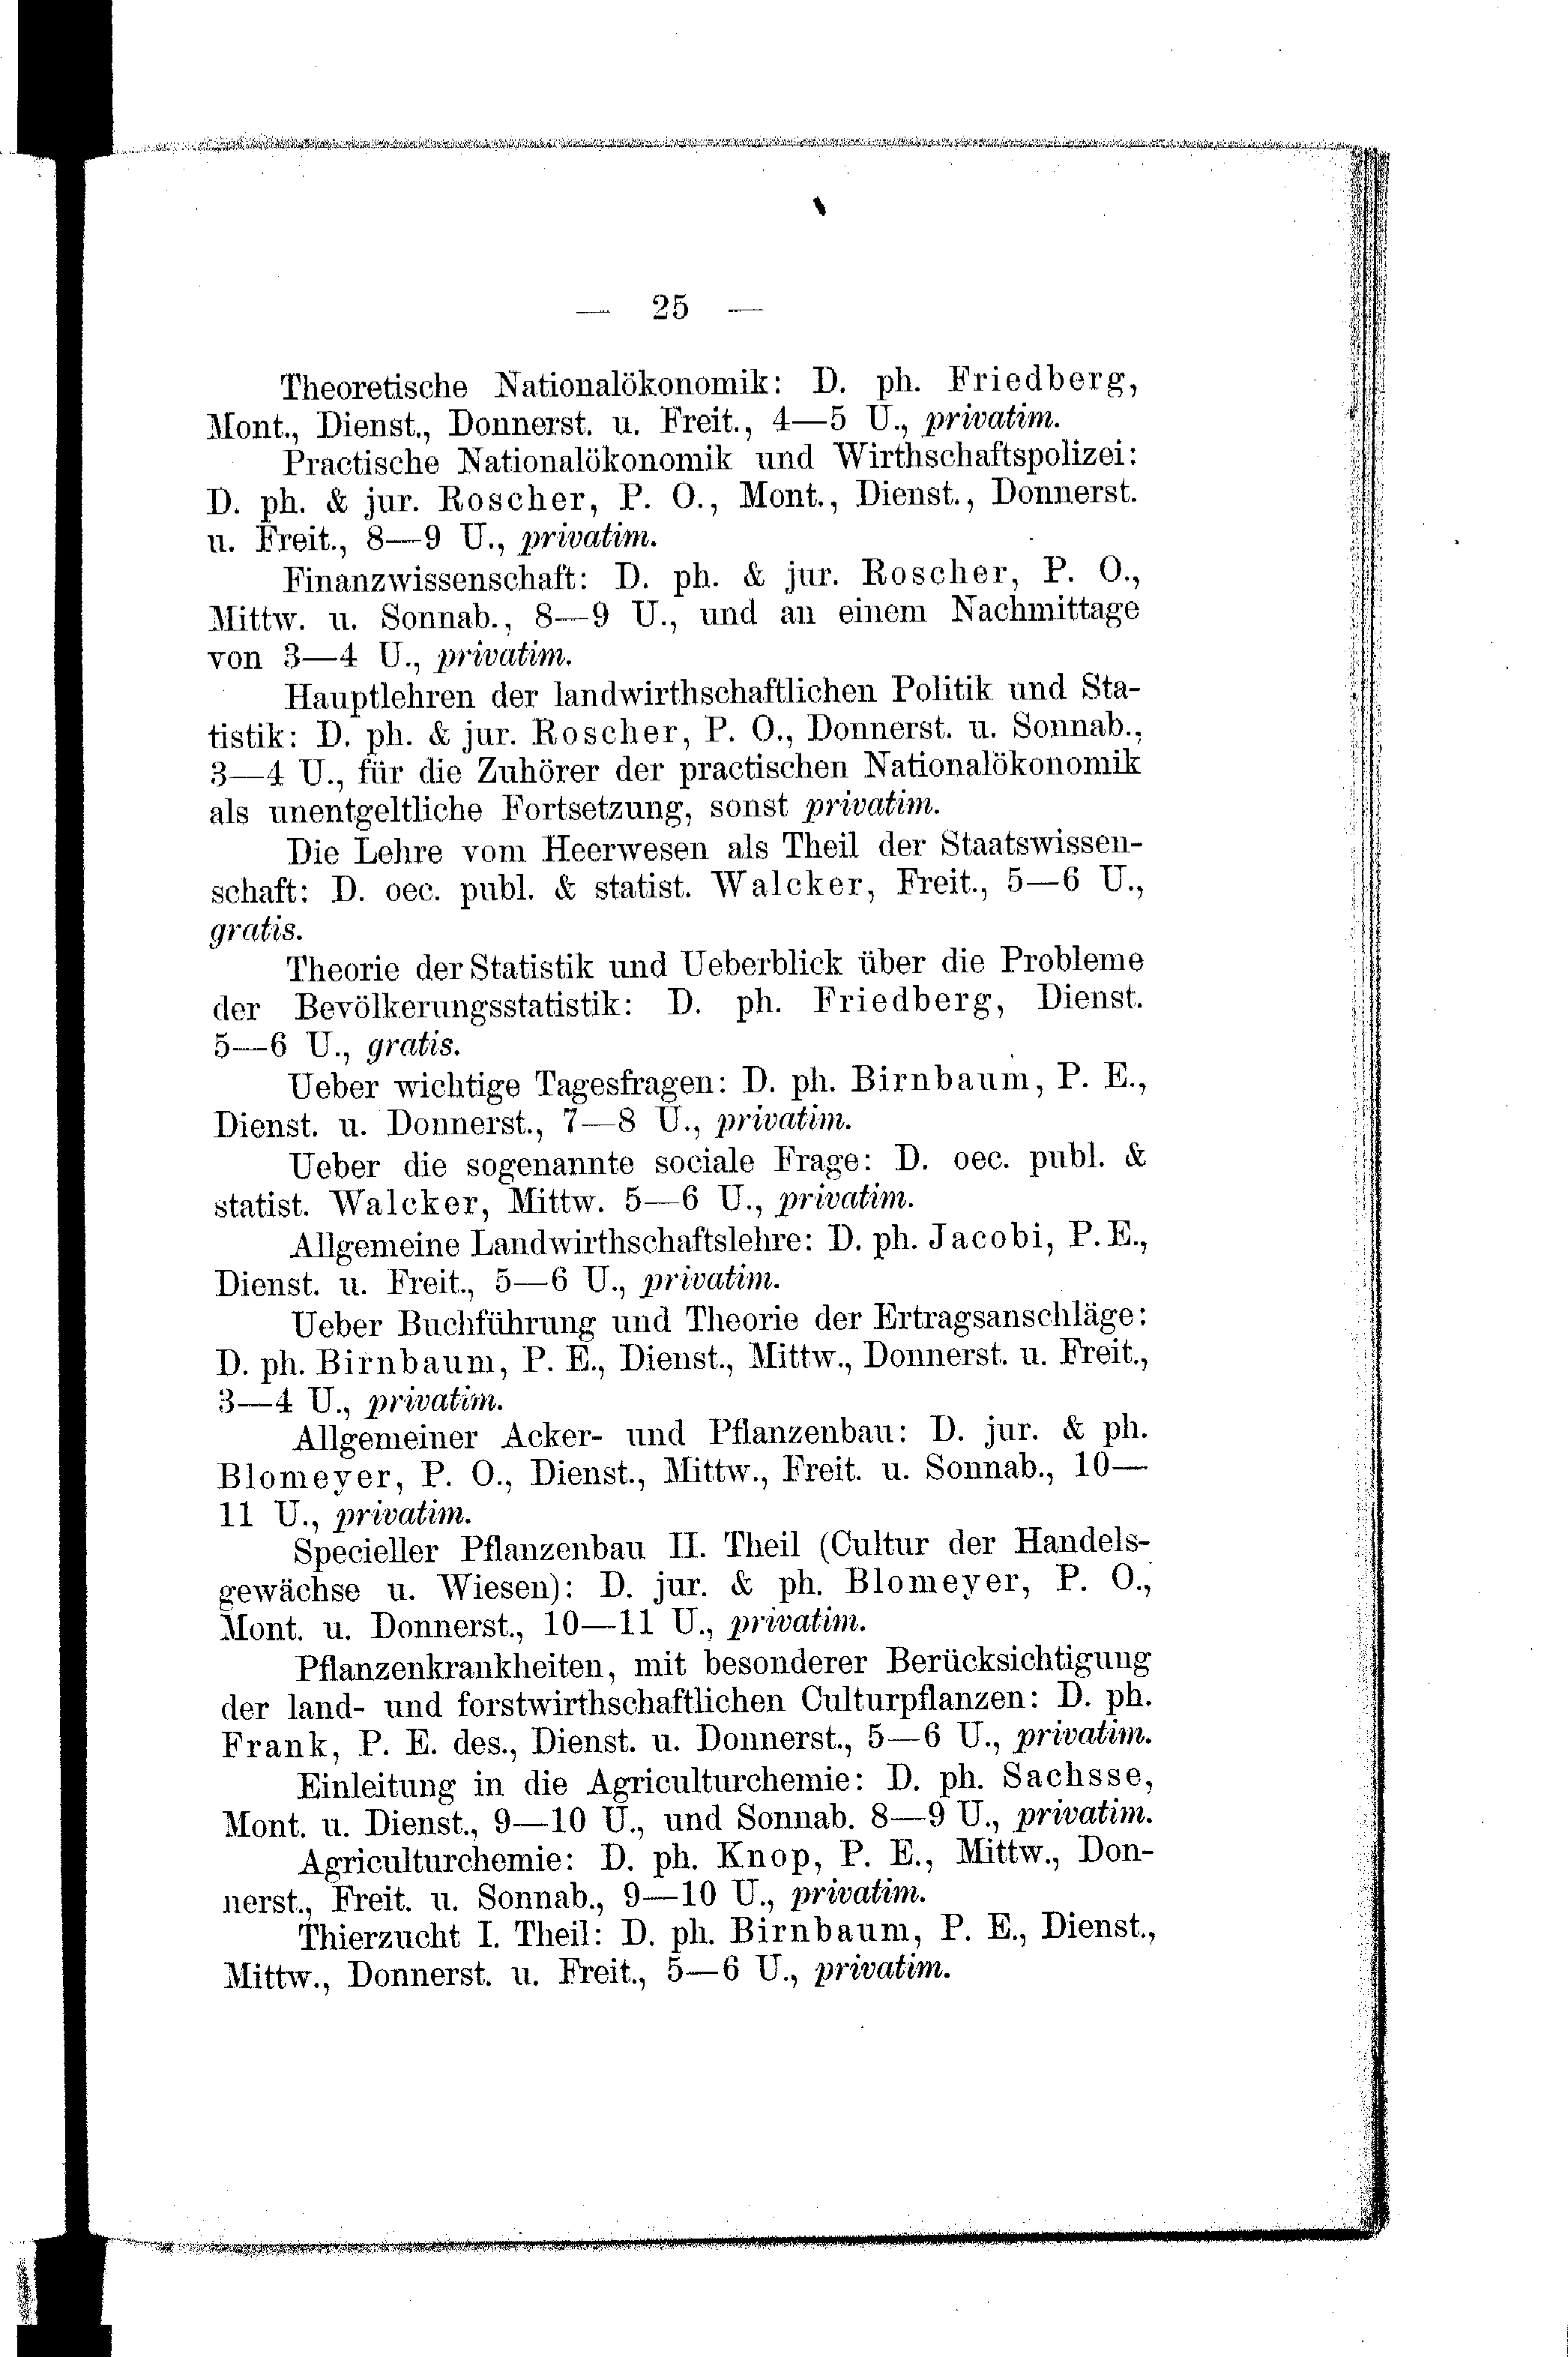 — 25 —
Theoretische Nationalökonomik: D. ph. Friedberg,
Mont., Dienst., Donnerst. u. Freit., 4—5 U., privatim.
Practische Nationalökonomik und Wirthschaftspolizei:
D. ph. & jur. Roscher, P. O., Mont., Dienst., Donnerst.
u. Freit., 8—9 U., privatim.
Finanzwissenschaft: D. ph. & jur. Roscher, P. O.,
Mittw. u. Sonnab., 8—9 U., und an einem Nachmittage
von 3—4 U., privatim.
Hauptlehren der landwirthschaftlichen Politik und Sta-
tistik: D. ph. & jur. Roscher, P. O., Donnerst. u. Sonnab.,
3—4 U., für die Zuhörer der practischen Nationalökonomik
als unentgeltliche Fortsetzung, sonst privatim.
Die Lehre vom Heerwesen als Theil der Staatswissen-
schaft: D. oec. publ. & statist. Walcker, Freit., 5—6 U.,
gratis.
Theorie der Statistik und Ueberblick über die Probleme
der Bevölkerungsstatistik: D. ph. Friedberg, Dienst.
5—6 U., gratis.
Ueber wichtige Tagesfragen: D. ph. Birnbaum, P. E.,
Dienst. u. Donnerst., 7—8 U., privatim.
Ueber die sogenannte sociale Frage: D. oec. publ. &
statist. Walcker, Mittw. 5—6 U., privatim.
Allgemeine Landwirthschaftslehre: D. ph. Jacobi, P. E.,
Dienst. u. Freit., 5—6 U., privatim.
Ueber Buchführung und Theorie der Ertragsanschläge:
D. ph. Birnbaum, P. E., Dienst., Mittw., Donnerst. u. Freit.,
3—4 U., privatim.
Allgemeiner Acker- und Pflanzenbau: D. jur. & ph.
Blomeyer, P. O., Dienst., Mittw., Freit. u. Sonnab., 10—
11 U., privatim.
Specieller Pflanzenbau II. Theil (Cultur der Handels-
gewächse u. Wiesen): D. jur. & ph. Blomeyer, P. O.,
Mont. u. Donnerst., 10—11 U., privatim.
Pflanzenkrankheiten, mit besonderer Berücksichtigung
der land- und forstwirthschaftlichen Culturpflanzen: D. ph.
Frank, P. E. des., Dienst. u. Donnerst., 5—6 U., privatim.
Einleitung in die Agriculturchemie: D. ph. Sachsse,
Mont. u. Dienst., 9—10 U., und Sonnab. 8—9 U., privatim.
Agriculturchemie: D. ph. Knop, P. E., Mittw., Don-
nerst., Freit. u. Sonnab., 9—10 U., privatim.
Thierzucht I. Theil: D. ph. Birnbaum, P. E., Dienst.,
Mittw., Donnerst. u. Freit., 5—6 U., privatim.